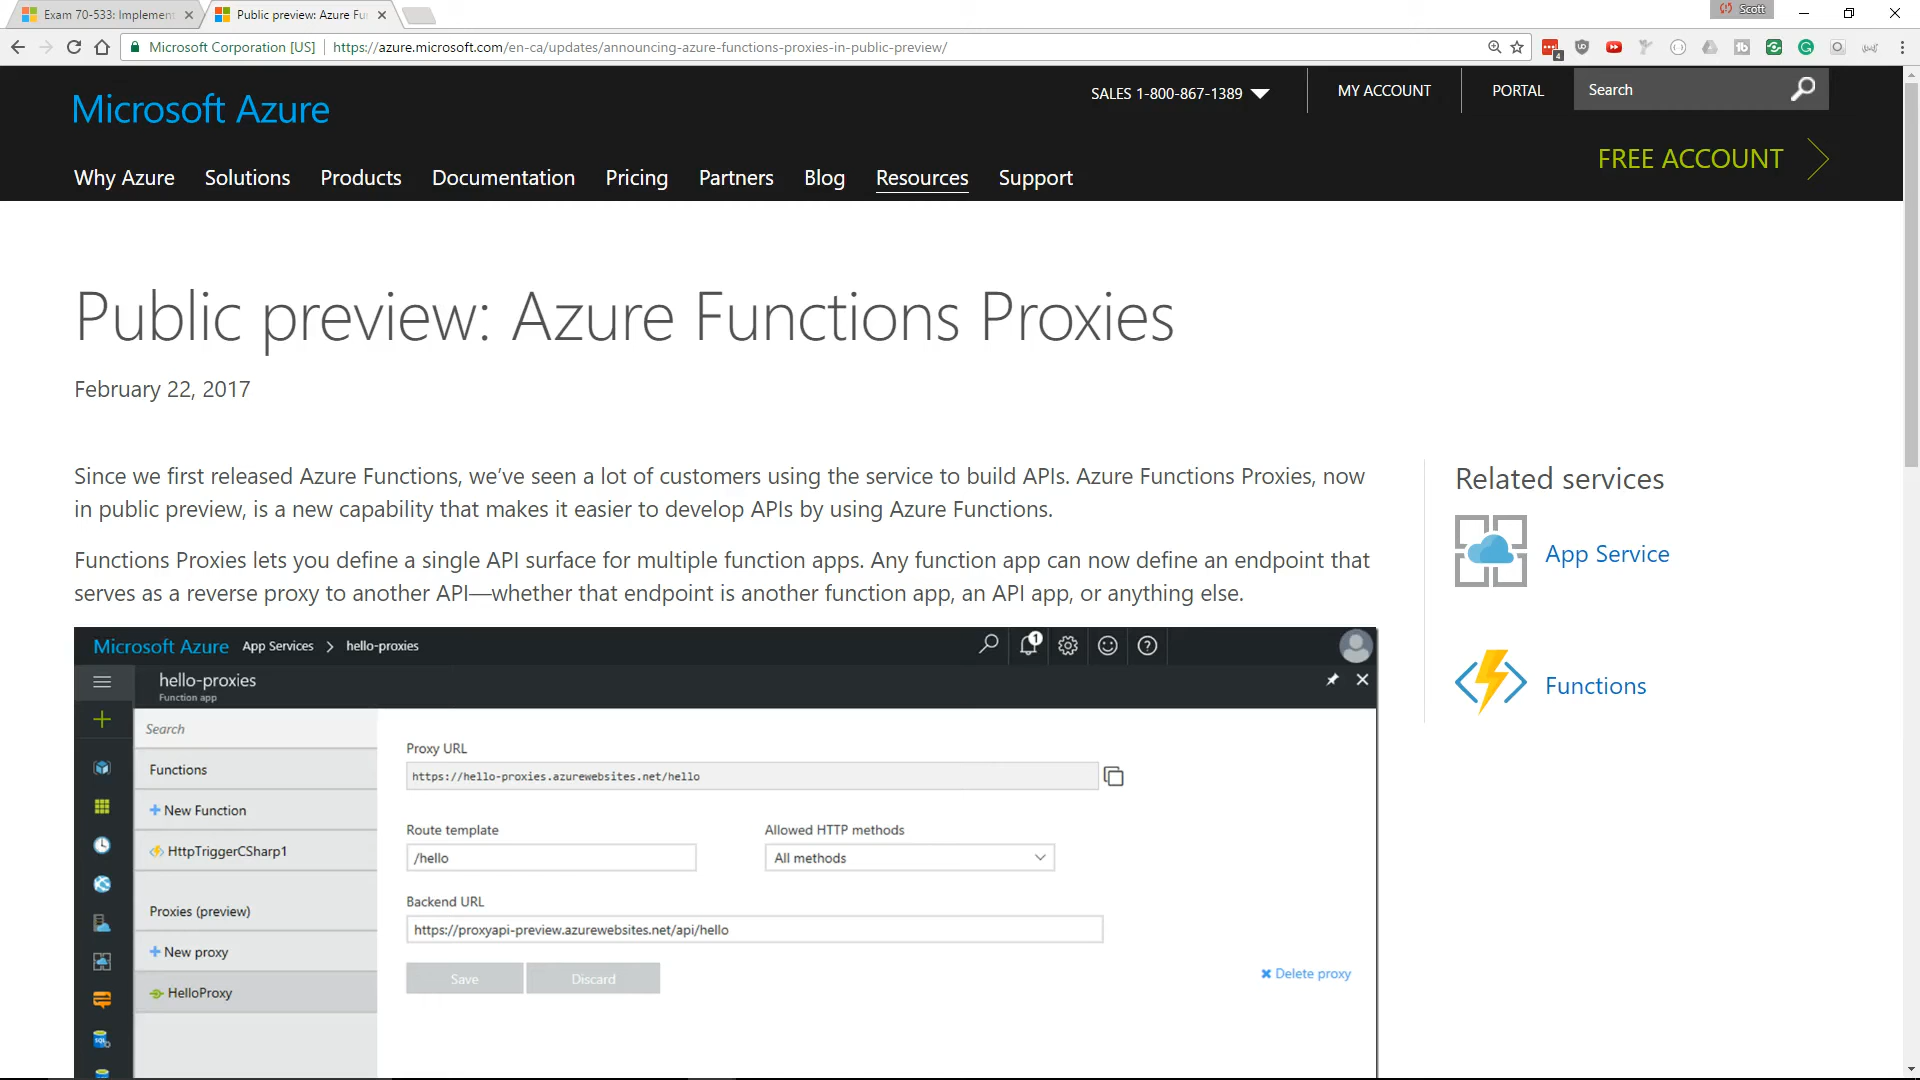 Exam 70-533: Implement
Public preview: Azure Fu
Scott
Microsoft Corporation [US]
https://azure.microsoft.com/en-ca/updates/announcing-azure-functions-proxies-in-public-preview/
4
Microsoft Azure
SALES 1-800-867-1389
MY ACCOUNT
PORTAL
Search
FREE ACCOUNT
Why Azure
Solutions
Products
Documentation
Pricing
Partners
Blog
Resources
Support
Public preview: Azure Functions Proxies
February 22, 2017
Since we first released Azure Functions, we've seen a lot of customers using the service to build APIs. Azure Functions Proxies, now
in public preview, is a new capability that makes it easier to develop APIs by using Azure Functions.
Functions Proxies lets you define a single API surface for multiple function apps. Any function app can now define an endpoint that
serves as a reverse proxy to another API—whether that endpoint is another function app, an API app, or anything else.
Related services
App Service
Functions
Microsoft Azure
App Services
hello-proxies
1
hello-proxies
Function app
Search
Functions
New Function
HttpTriggerCSharp1
Proxies (preview)
New proxy
HelloProxy
Proxy URL
https://hello-proxies.azurewebsites.net/hello
Route template
/hello
Allowed HTTP methods
All methods
Backend URL
https://proxyapi-preview.azurewebsites.net/api/hello
Save
Discard
Delete proxy
SQL